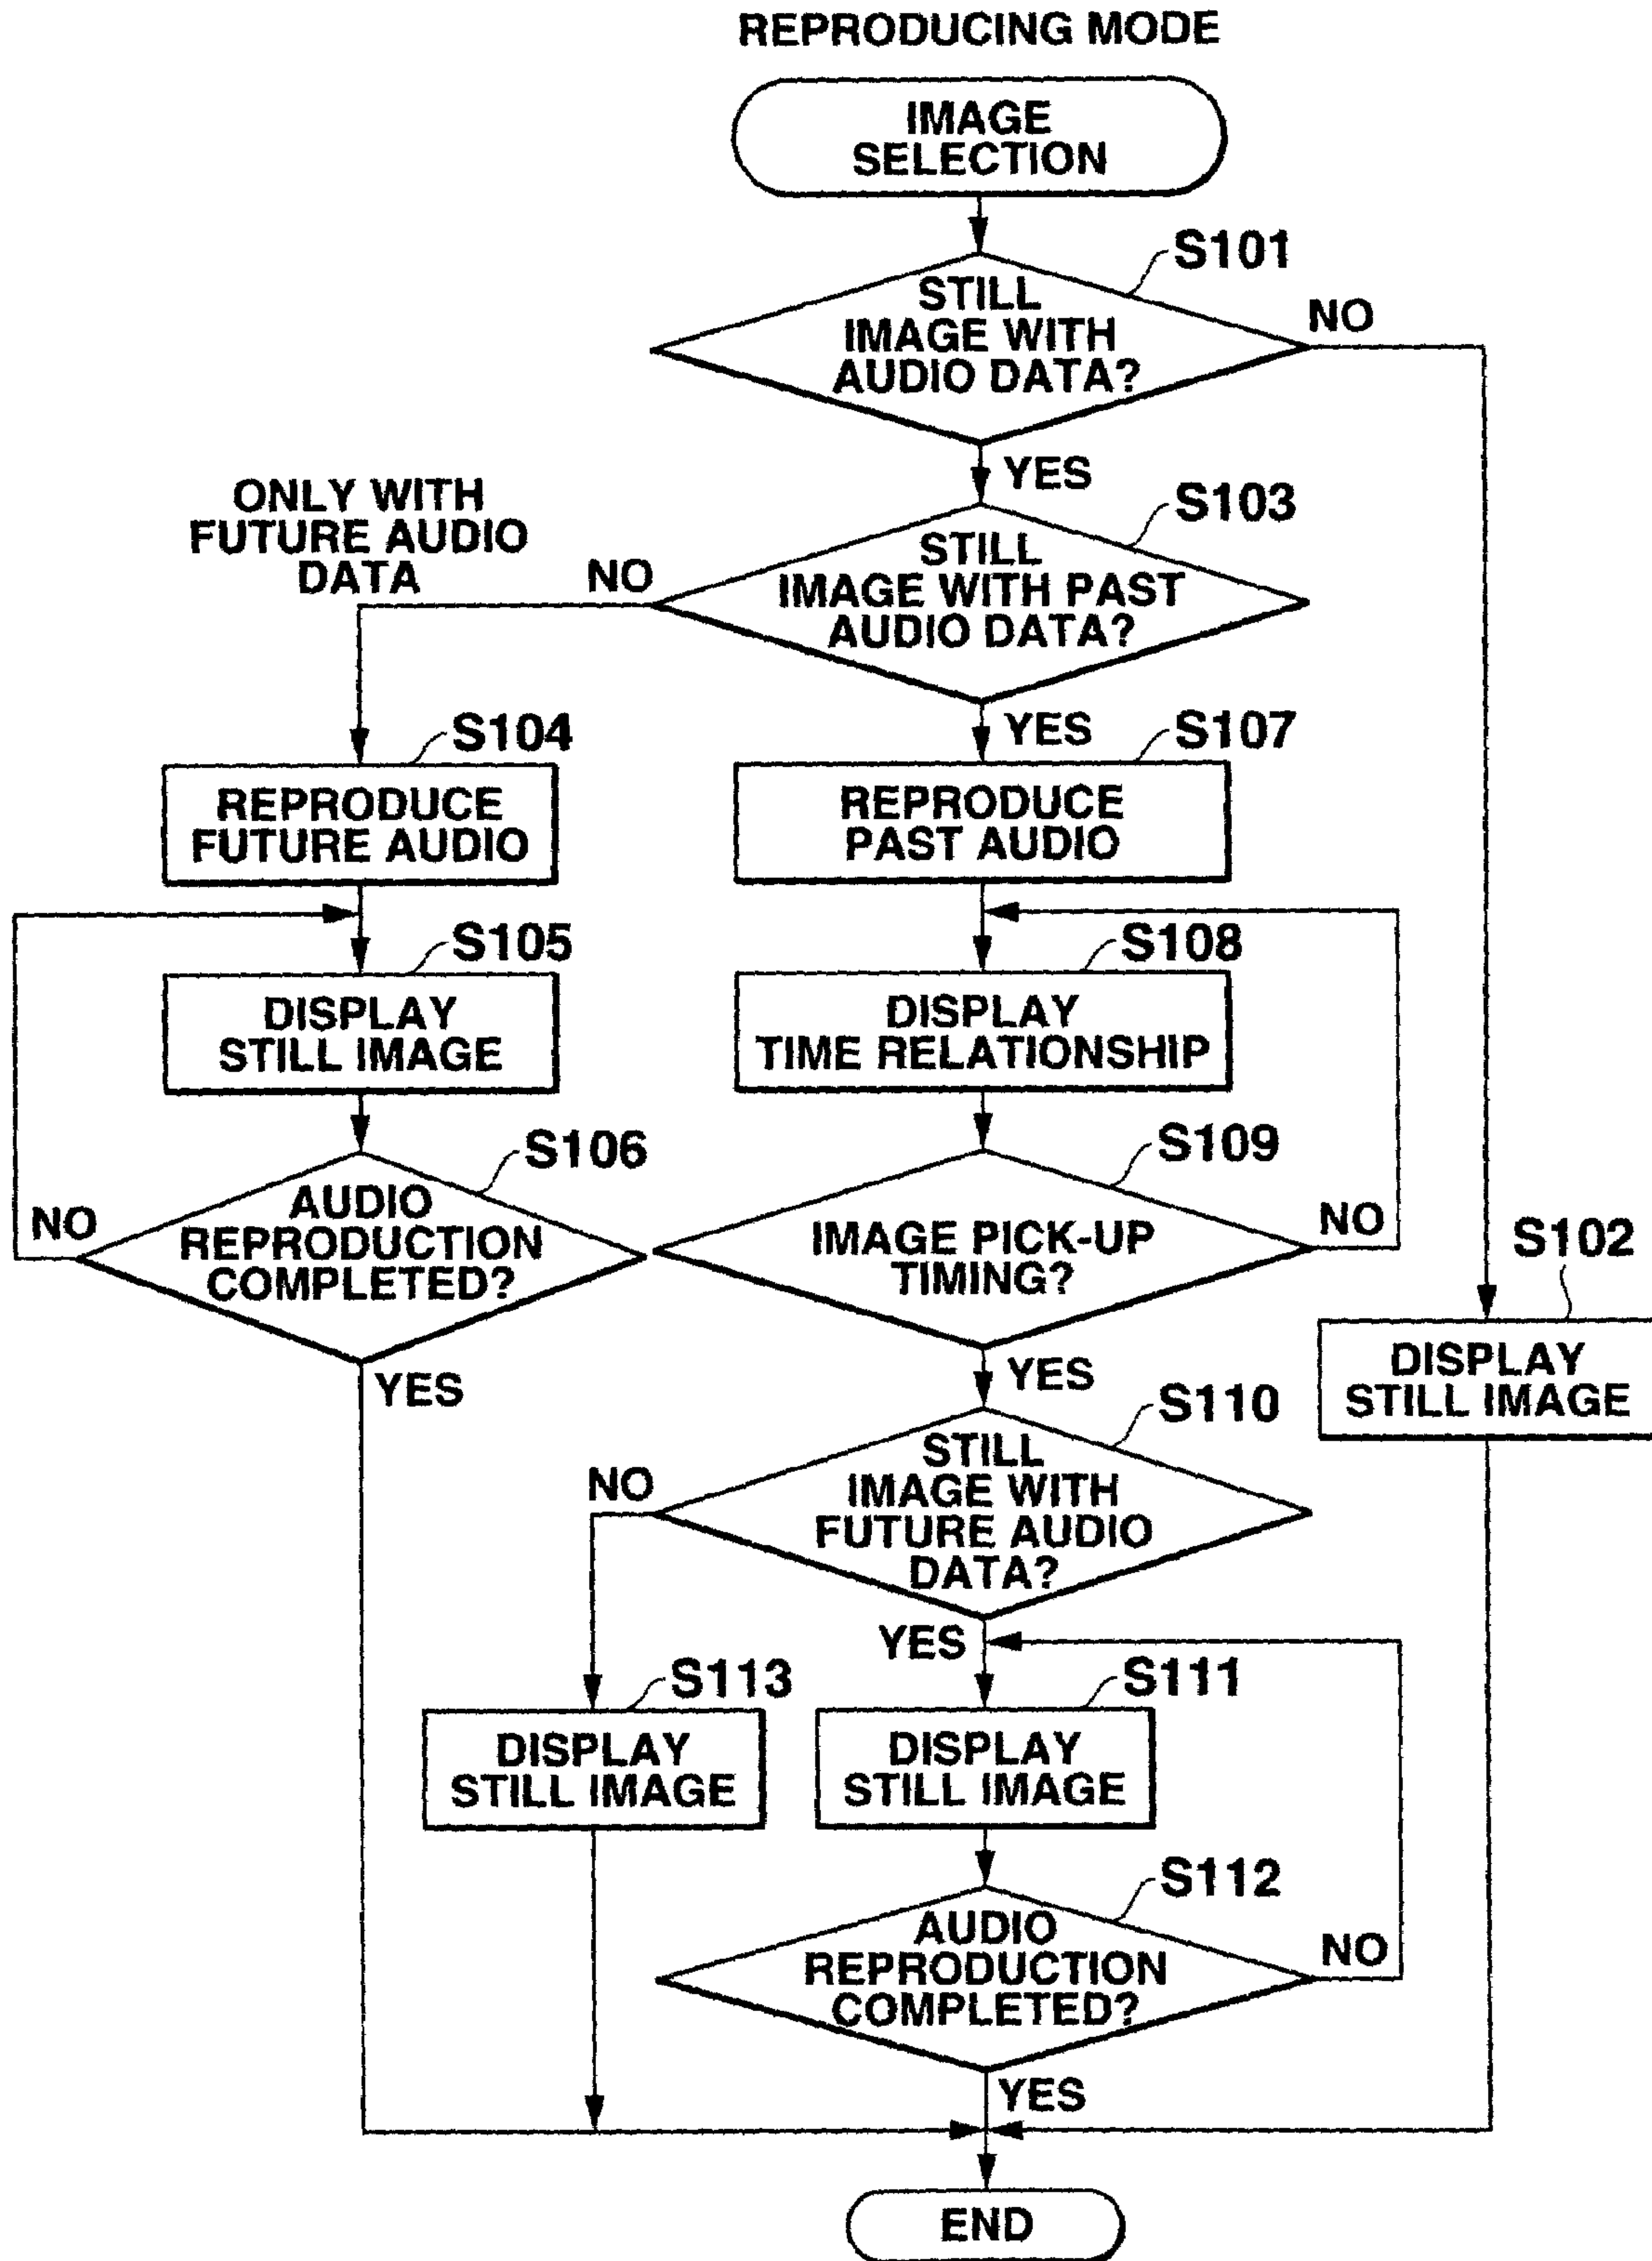 REPRODUCING MODE
IMAGE
SELECTION
S101
STILL
IMAGE WITH
AUDIO DATA?
NO
YES
S103
STILL
IMAGE WITH PAST
AUDIO DATA?
NO
ONLY WITH
FUTURE AUDIO
DATA
YES
S104
REPRODUCE
FUTURE AUDIO
S107
REPRODUCE
PAST AUDIO
S105
DISPLAY
STILL IMAGE
S108
DISPLAY
TIME RELATIONSHIP
S106
AUDIO
REPRODUCTION
COMPLETED?
NO
YES
S109
IMAGE PICK-UP
TIMING?
NO
YES
S102
DISPLAY
STILL IMAGE
S110
STILL
IMAGE WITH
FUTURE AUDIO
DATA?
NO
YES
S113
DISPLAY
STILL IMAGE
S111
DISPLAY
STILL IMAGE
S112
AUDIO
REPRODUCTION
COMPLETED?
NO
YES
END